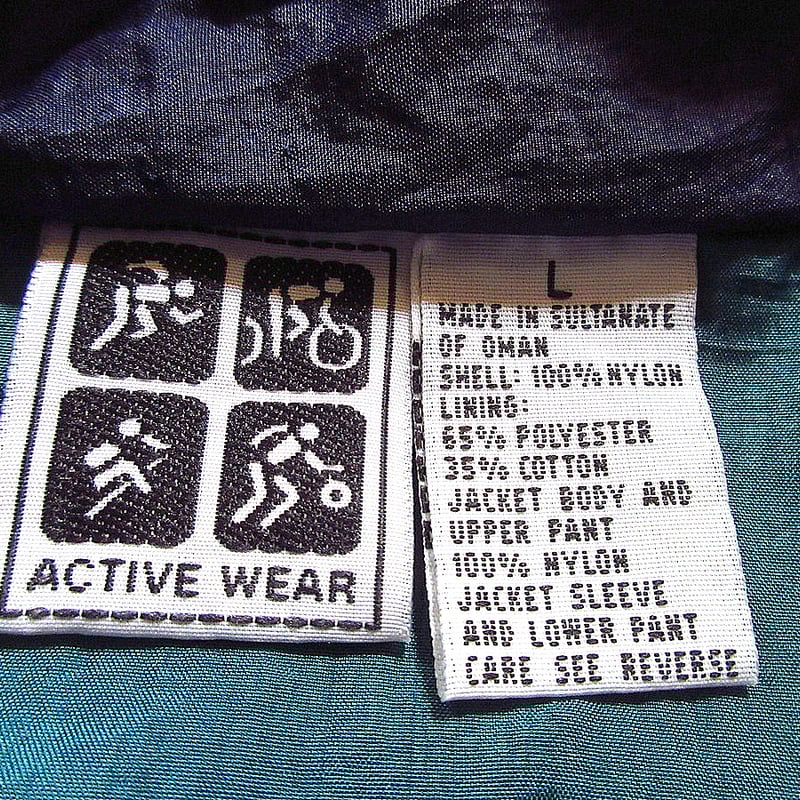 ACTIVE WEAR
L
MADE IN SULTANATE
OF OMAN
SHELL: 100% NYLON
LINING:
65% POLYESTER
35% COTTON
JACKET BODY AND
UPPER PANT
100% NYLON
JACKET SLEEVE
AND LOWER PANT
CARE SEE REVERSE